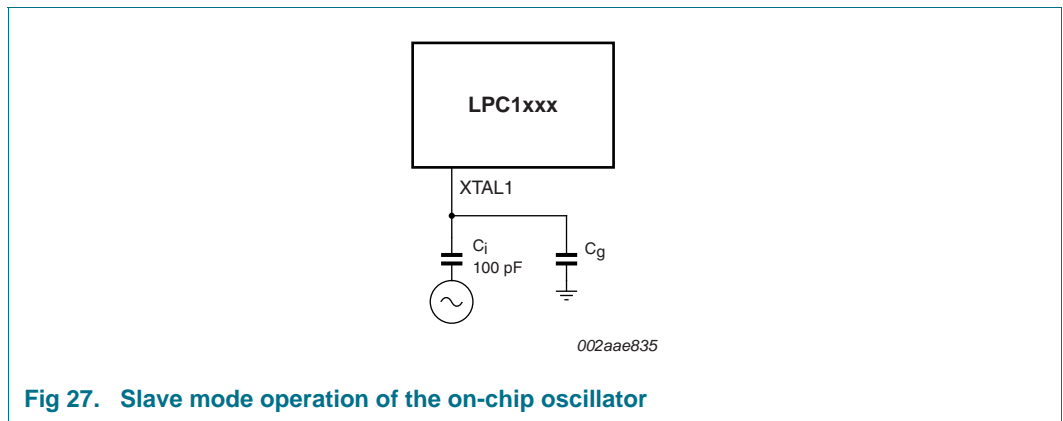 LPC1xxx
XTAL1
Ci
100 pF
Cg
002aae835
Fig 27. Slave mode operation of the on-chip oscillator